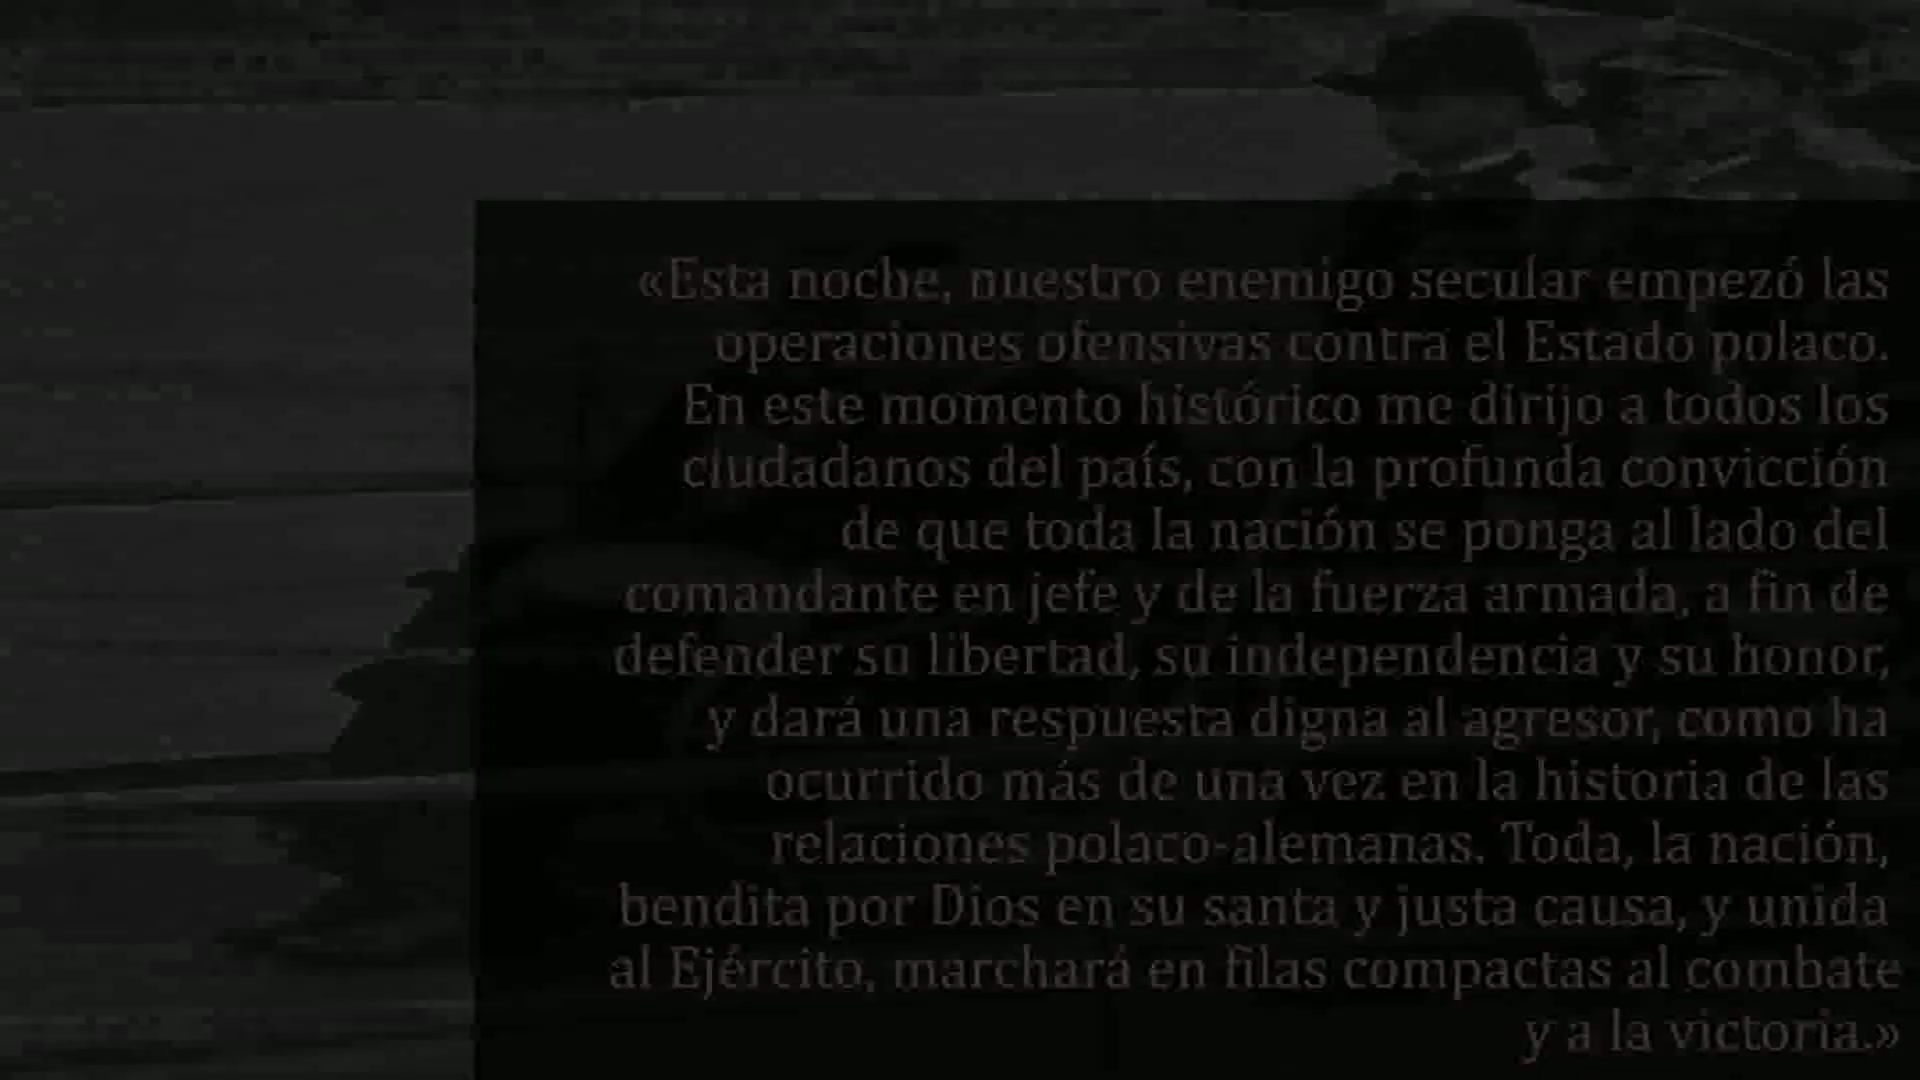 «Esta noche, nuestro enemigo secular empezó las
operaciones ofensivas contra el Estado polaco.
En este momento histórico me dirijo a todos los
ciudadanos del país, con la profunda convicción
de que toda la nación se ponga al lado del
comandante en jefe y de la fuerza armada, a fin de
defender su libertad, su independencia y su honor,
y dará una respuesta digna al agresor, como ha
ocurrido más de una vez en la historia de las
relaciones polaco-alemanas. Toda, la nación,
bendita por Dios en su santa y justa causa, y unida
al Ejército, marchará en filas compactas al combate
y a la victoria.»